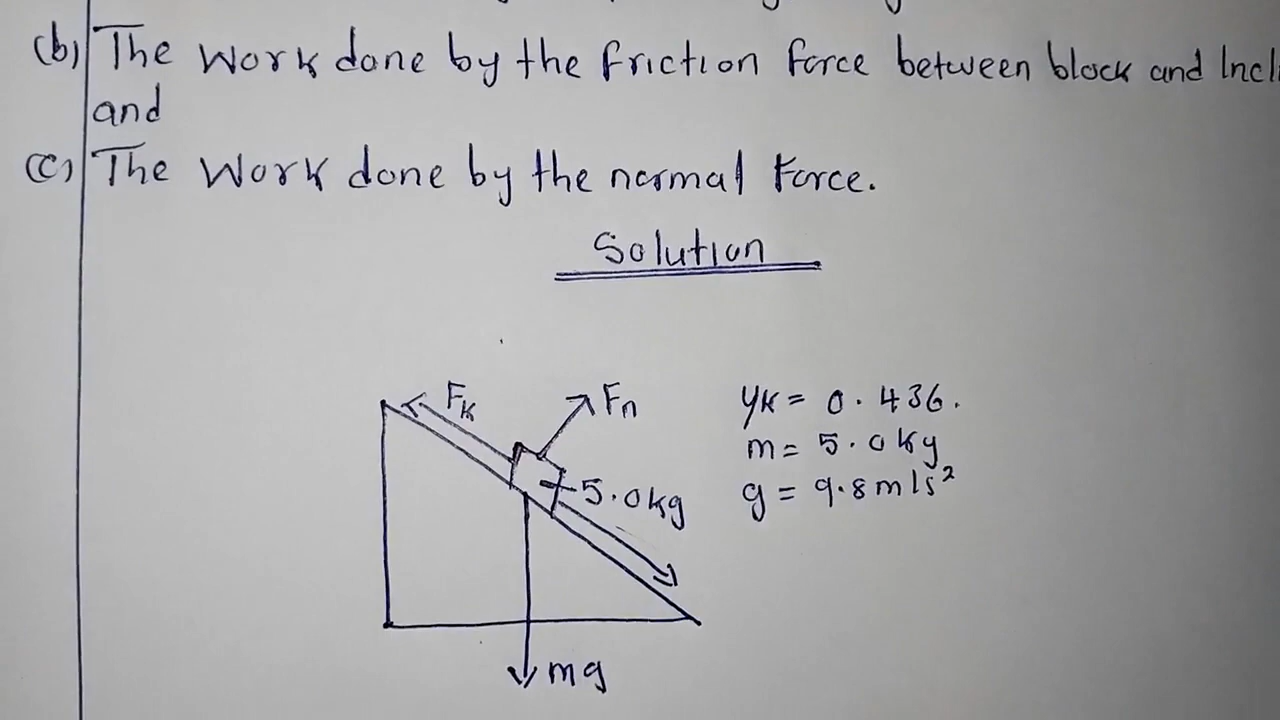 (b) The Work done by the friction force between block and Incli
and
(c) The Work done by the normal Force.
Solution
Fk
Fn
μk = 0.436.
m = 5.0kg
5.0kg
g = 9.8m/s²
mg